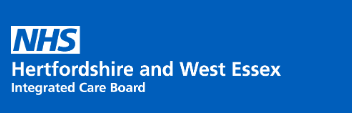 NHS
Hertfordshire and West Essex
Integrated Care Board